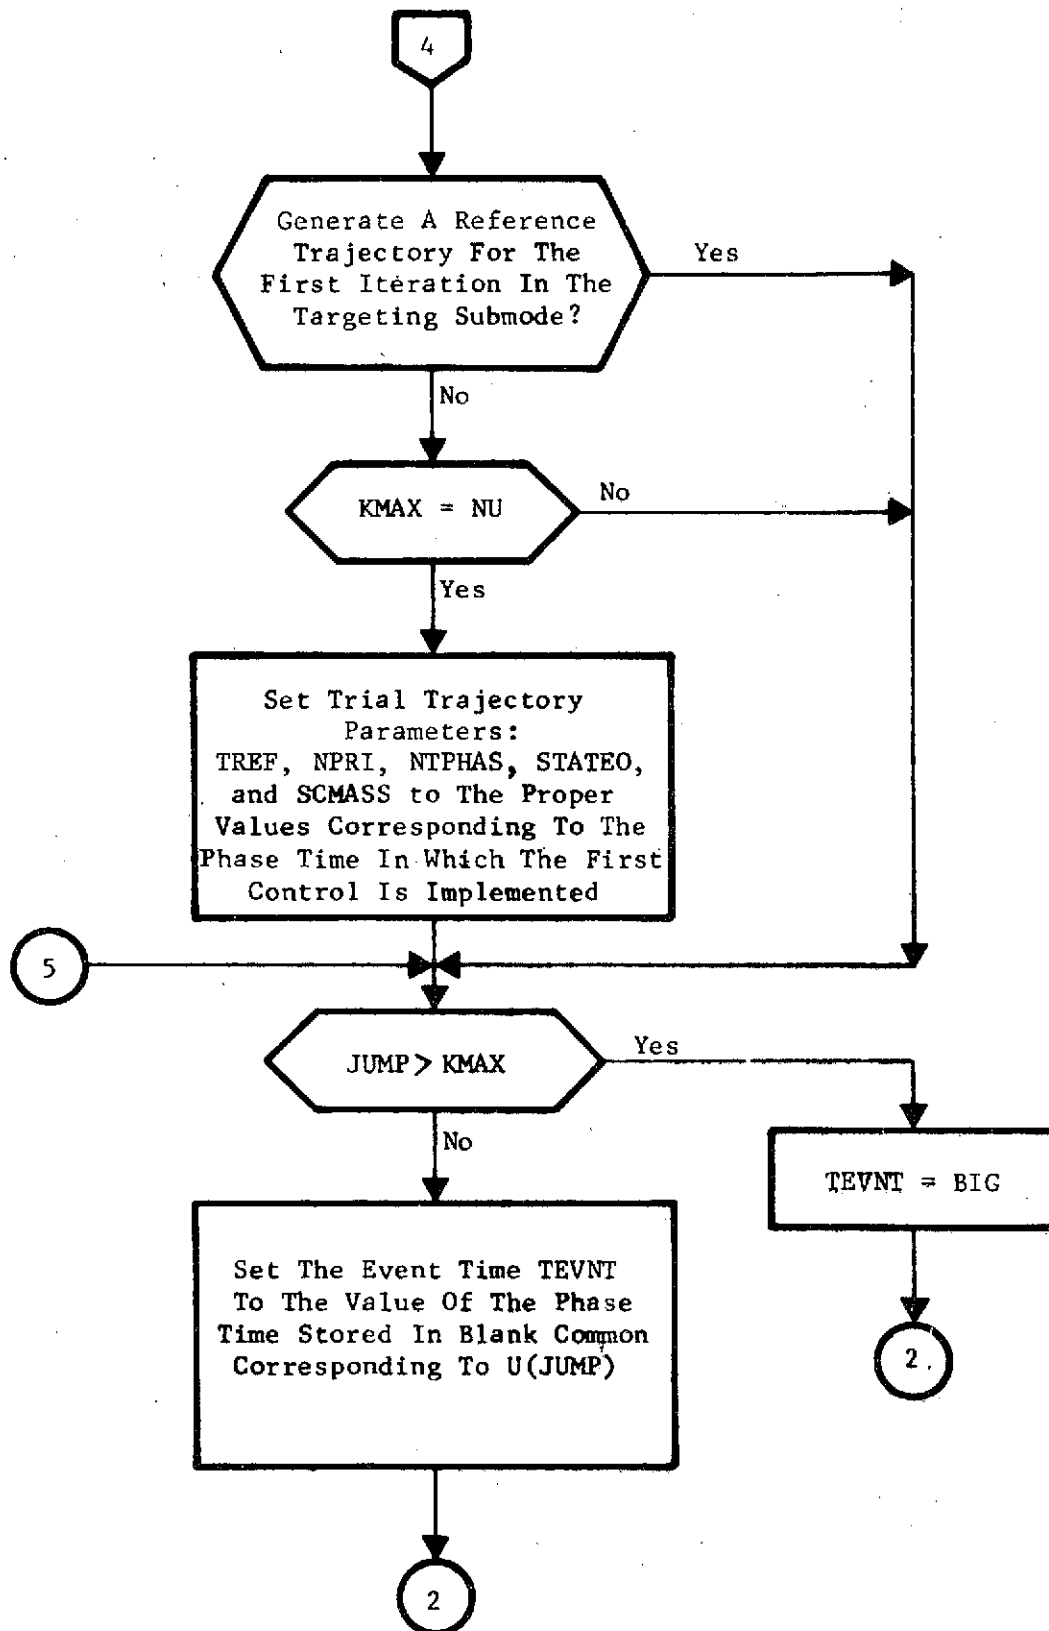 4
Generate A Reference
Trajectory For The
First Iteration In The
Targeting Submode?
Yes
No
KMAX = NU
No
Yes
Set Trial Trajectory
Parameters:
TREF, NPRI, NTPHAS, STATEO,
and SCMASS to The Proper
Values Corresponding To The
Phase Time In Which The First
Control Is Implemented
5
JUMP > KMAX
Yes
No
TEVNT = BIG
Set The Event Time TEVNT
To The Value Of The Phase
Time Stored In Blank Common
Corresponding To U(JUMP)
2
2